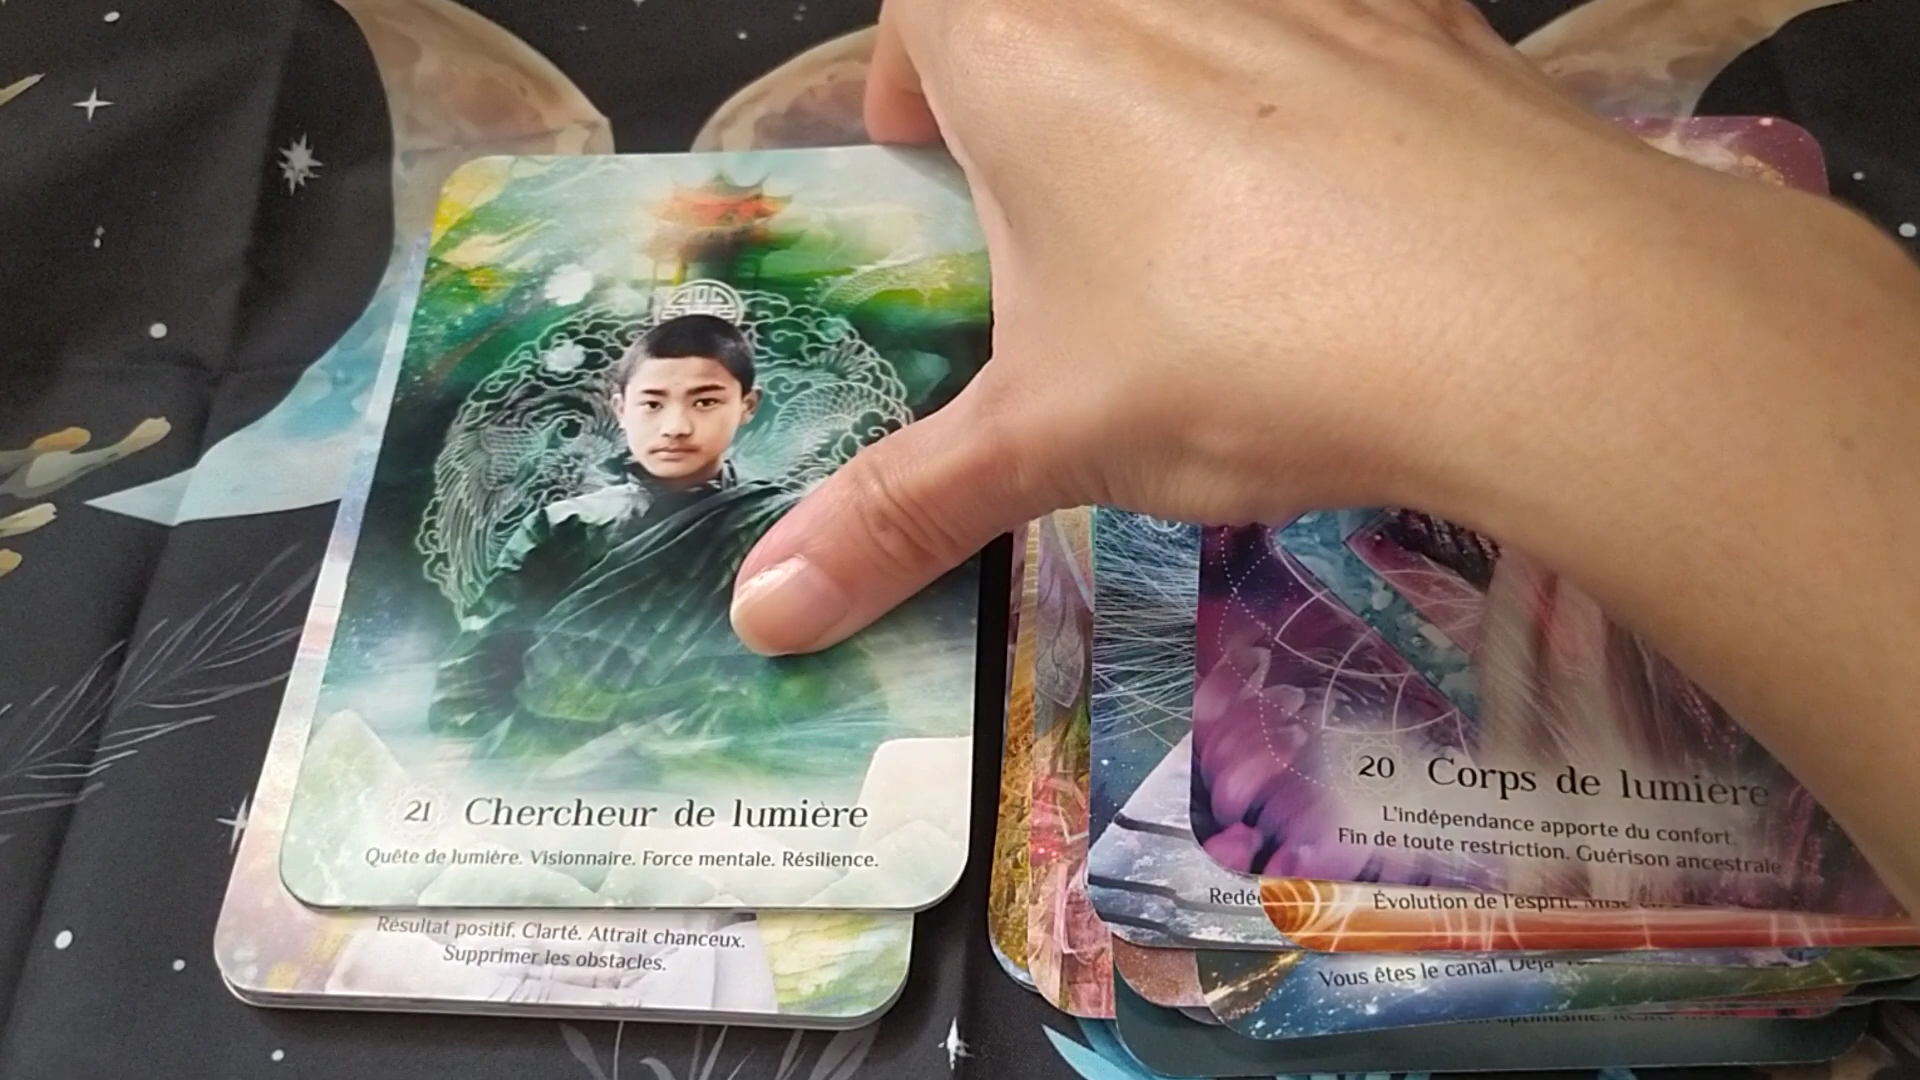 21 Chercheur de lumière
Quête de lumière. Visionnaire. Force mentale. Résilience.
Résultat positif. Clarté. Attrait chanceux.
Supprimer les obstacles.
20 Corps de lumière
L'indépendance apporte du confort.
Fin de toute restriction. Guérison ancestrale
Évolution de l'esprit.
Vous êtes le canal. Déjà